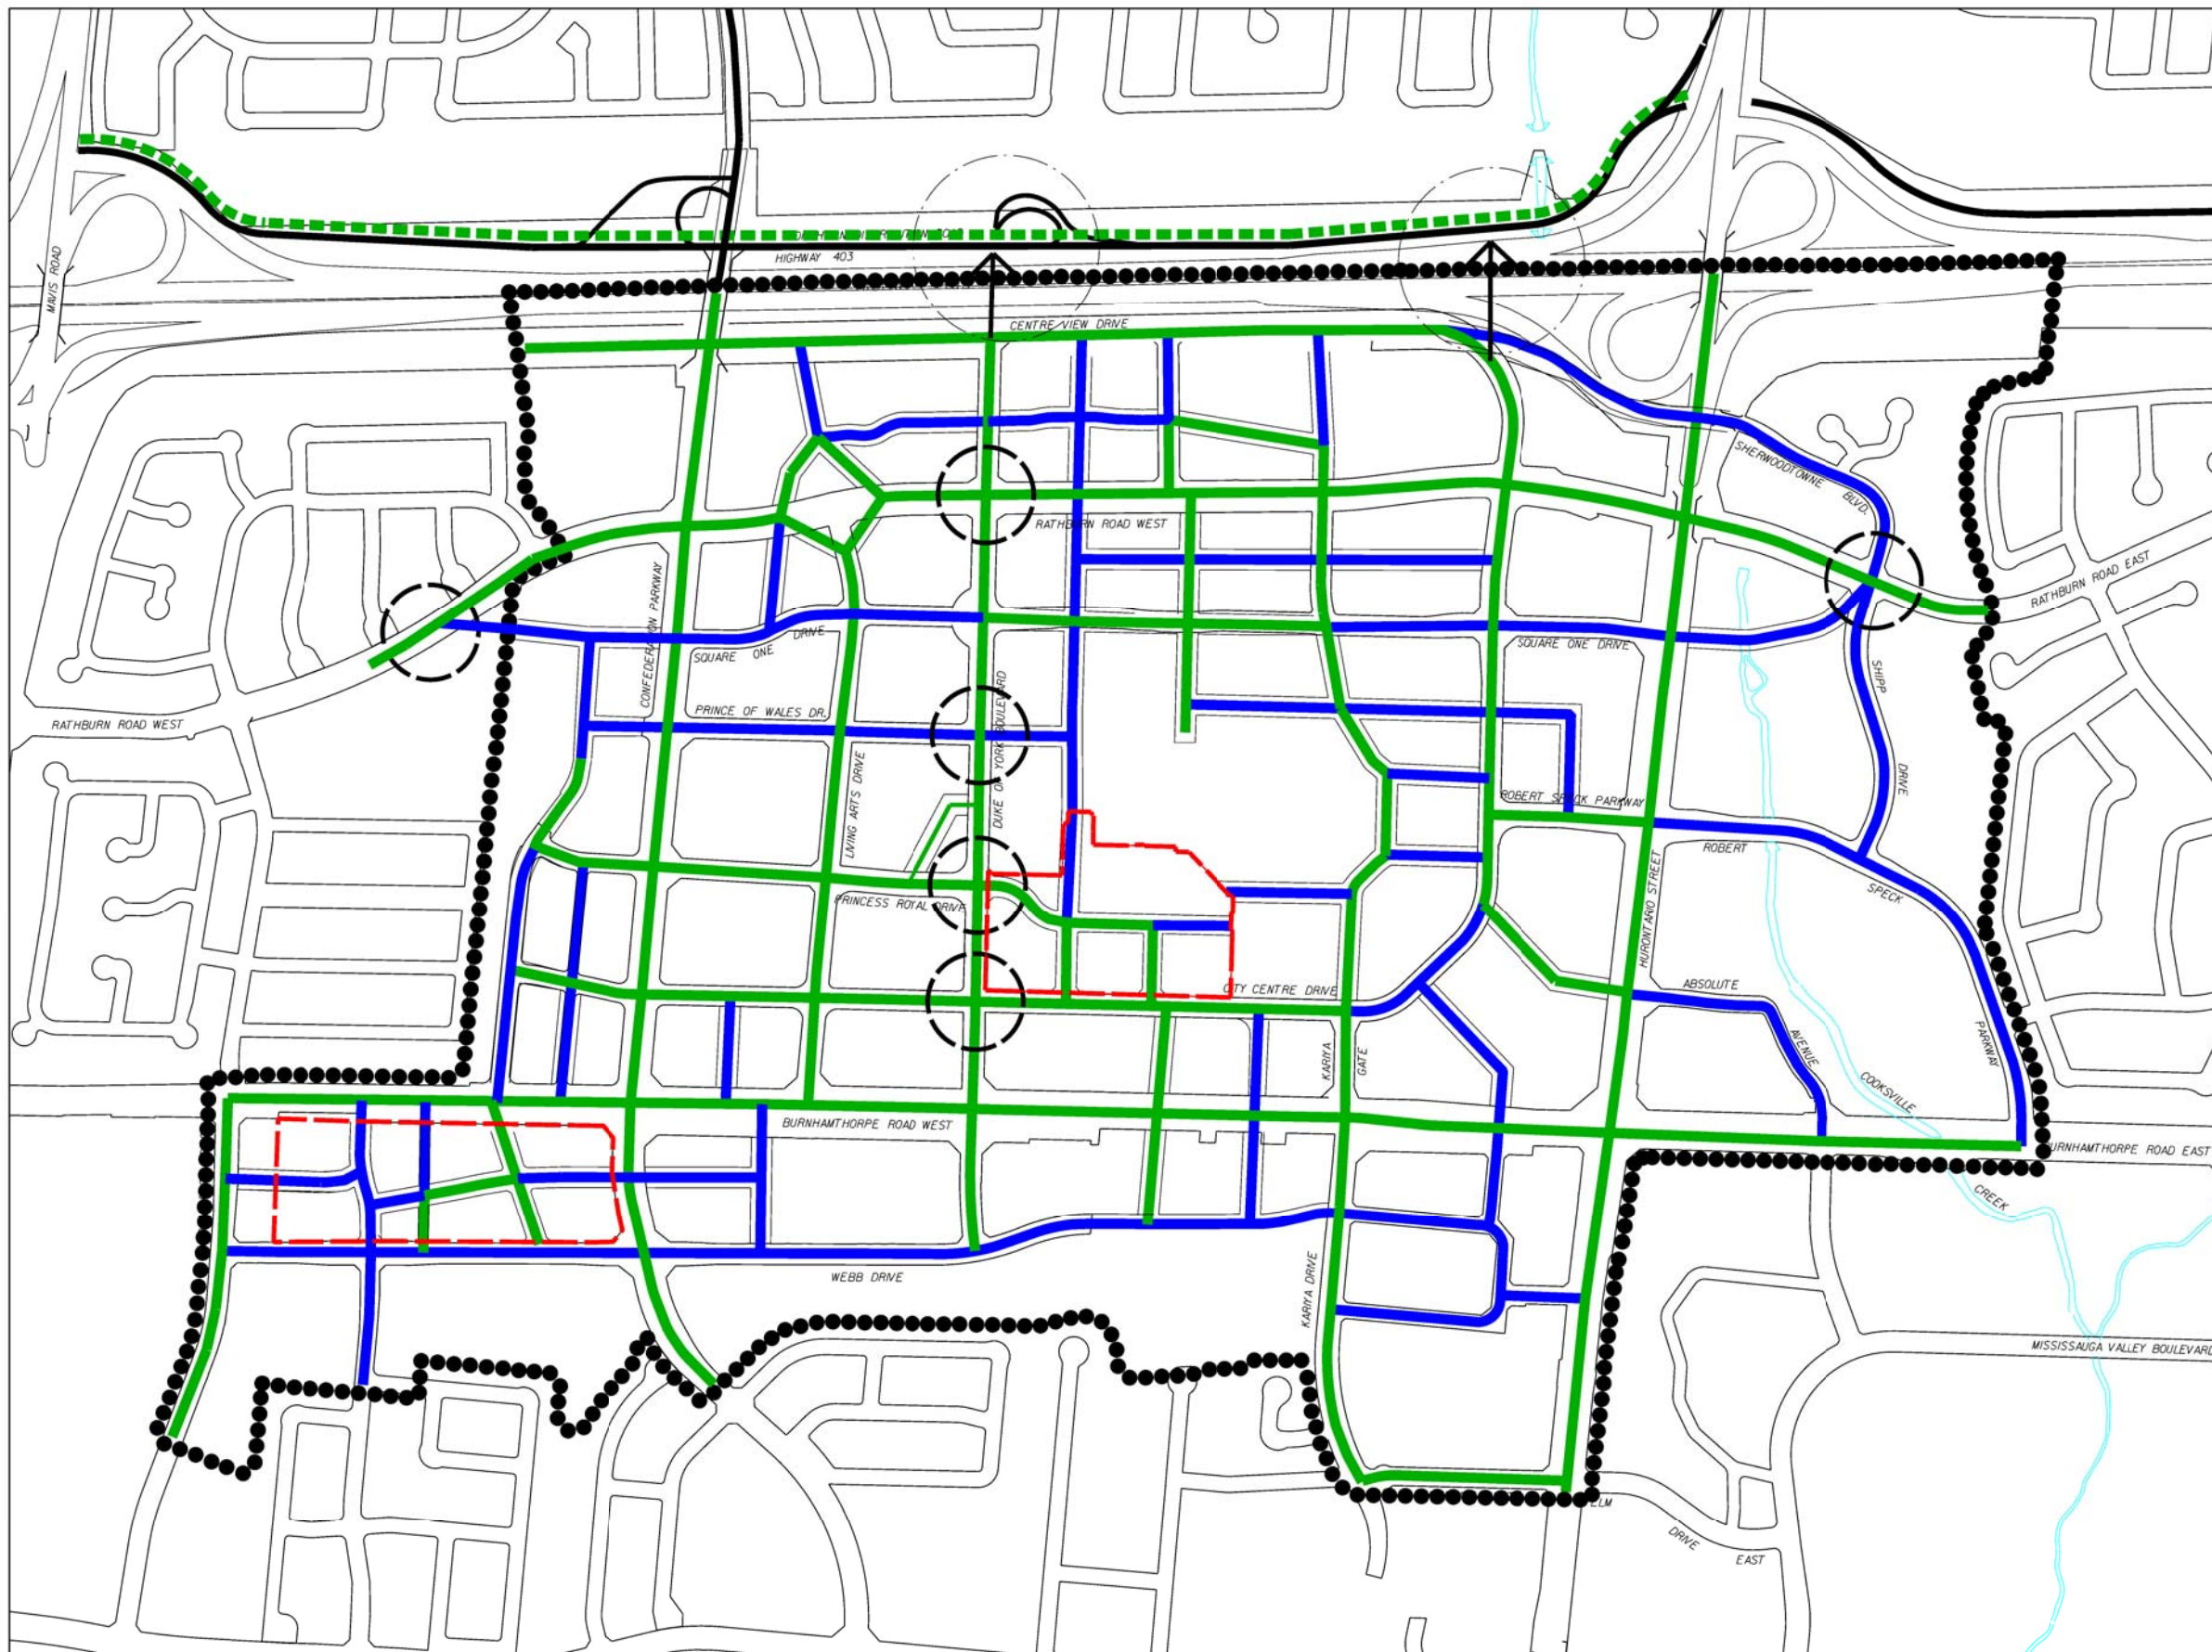 MAVIS ROAD
HIGHWAY 403
CENTRE VIEW DRIVE
SHERWOODTOWNE
BLVD.
RATHBURN ROAD WEST
RATHBURN ROAD EAST
CONFEDERATION PARKWAY
SQUARE ONE DRIVE
SQUARE ONE DRIVE
SHIPP
DRIVE
RATHBURN ROAD WEST
PRINCE OF WALES DR.
DUKE OF YORK BOULEVARD
LIVING ARTS DRIVE
ROBERT SPECK PARKWAY
ROBERT
SPECK
PARKWAY
PRINCESS ROYAL DRIVE
HURONTARIO STREET
CITY CENTRE DRIVE
ABSOLUTE
AVENUE
KARIYA
GATE
COOKSVILLE
CREEK
BURNHAMTHORPE ROAD WEST
BURNHAMTHORPE ROAD EAST
WEBB DRIVE
KARIYA DRIVE
MISSISSAUGA VALLEY BOULEVARD
ELM
DRIVE
EAST